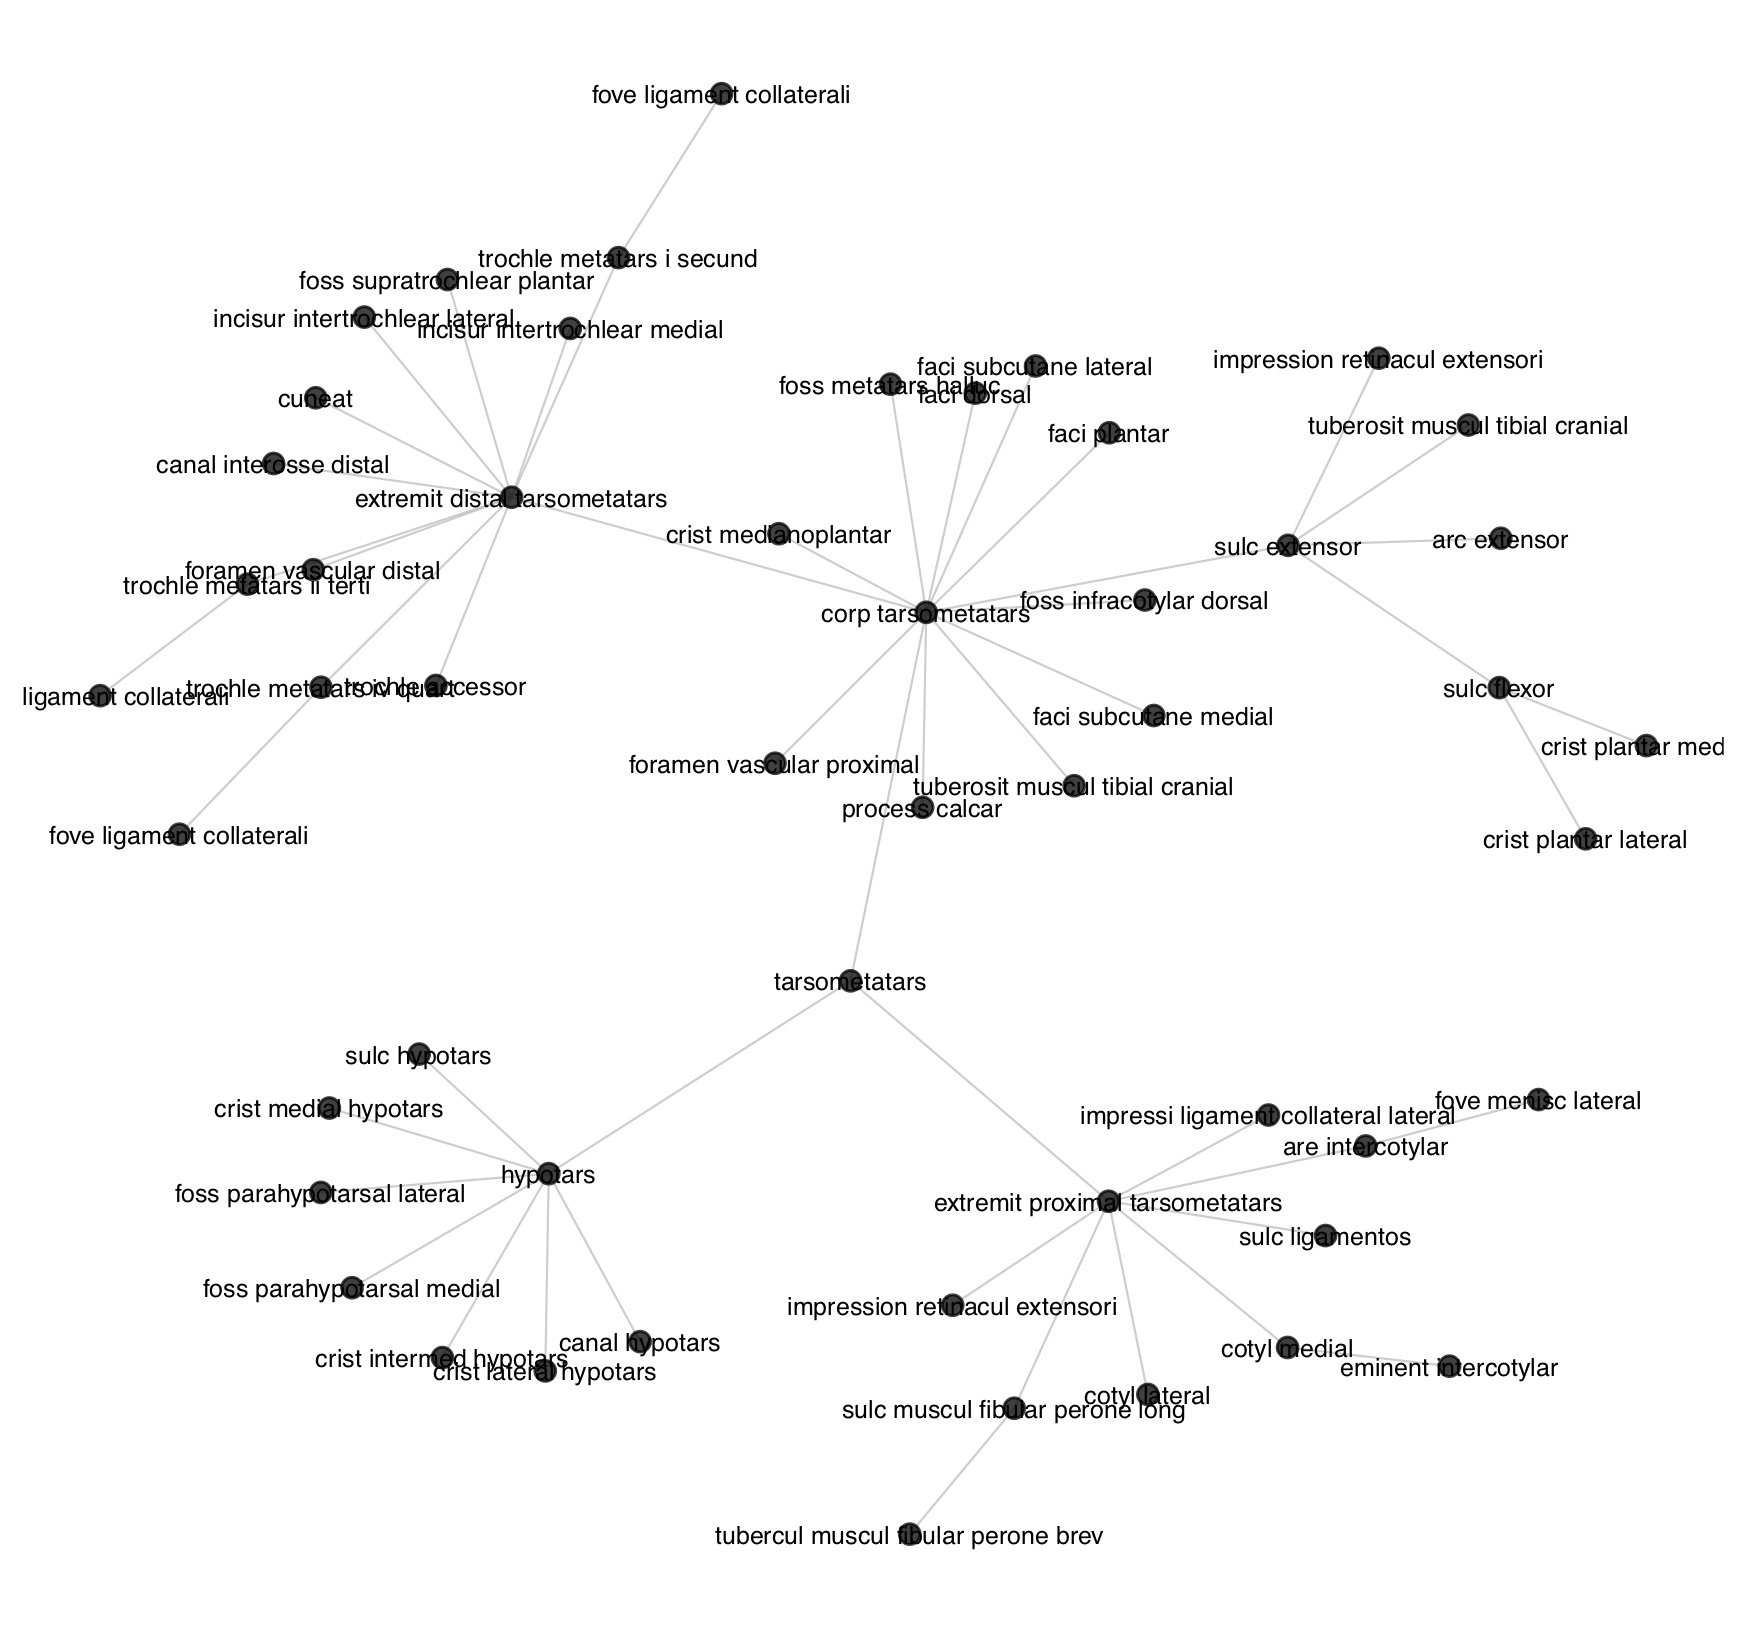 fove ligament collaterali
trochle metatars i secund
foss supratrochlear plantar
incisur intertrochlear lateral
incisur intertrochlear medial
impression retinacul extensori
faci subcutane lateral
foss metatars halluc
faci dorsal
cuneat
tuberosit muscul tibial cranial
faci plantar
canal interosse distal
extremit distal tarsometatars
crist medianoplantar
arc extensor
sulc extensor
foramen vascular distal
trochle metatars ii terti
foss infracotylar dorsal
corp tarsometatars
ligament collaterali
trochle metatars iv quart
trochle accessor
sulc flexor
faci subcutane medial
crist plantar med
foramen vascular proximal
tuberosit muscul tibial cranial
process calcar
fove ligament collaterali
crist plantar lateral
tarsometatars
sulc hypotars
crist medial hypotars
fove menisc lateral
impressi ligament collateral lateral
are intercotylar
hypotars
foss parahypotarsal lateral
extremit proximal tarsometatars
sulc ligamentos
foss parahypotarsal medial
impression retinacul extensori
canal hypotars
cotyl medial
crist intermed hypotars
crist lateral hypotars
eminent intercotylar
cotyl lateral
sulc muscul fibular perone long
tubercul muscul fibular perone brev